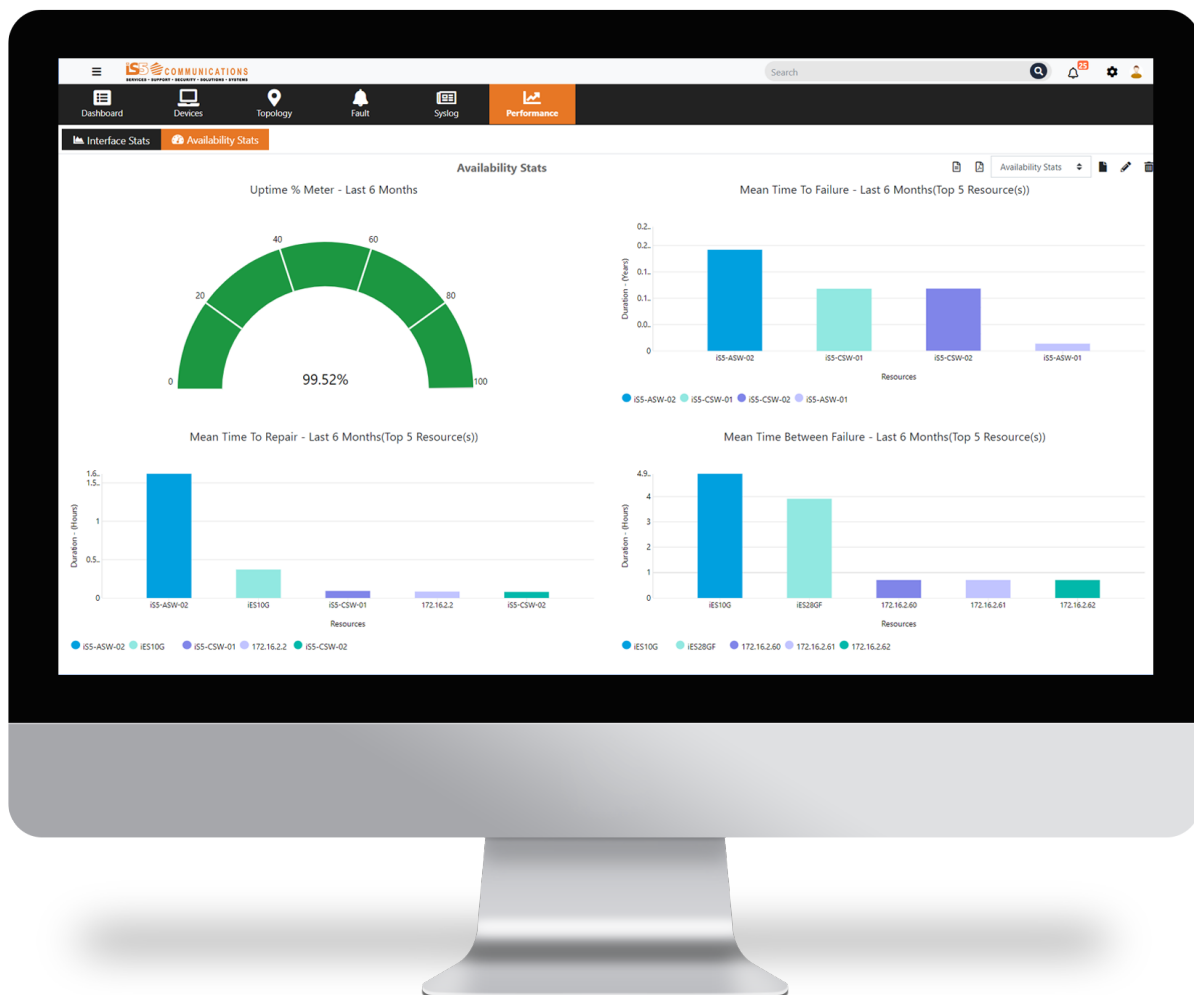 iS5 COMMUNICATIONS
SERVICES • SUPPORT • SECURITY • SOLUTIONS • SYSTEMS
Search
25
Dashboard
Devices
Topology
Fault
Syslog
Performance
Interface Stats
Availability Stats
Availability Stats
Availability Stats
Uptime % Meter - Last 6 Months
0
20
40
60
80
100
99.52%
Mean Time To Failure - Last 6 Months(Top 5 Resource(s))
Duration - (Years)
0.2..
0.2..
0.1..
0.1..
0.0..
0
iS5-ASW-02
iS5-CSW-01
iS5-CSW-02
iS5-ASW-01
Resources
iS5-ASW-02 iS5-CSW-01 iS5-CSW-02 iS5-ASW-01
Mean Time To Repair - Last 6 Months(Top 5 Resource(s))
Duration - (Hours)
1.6..
1.5..
1
0.5..
0
iS5-ASW-02
iES10G
iS5-CSW-01
172.16.2.2
iS5-CSW-02
Resources
iS5-ASW-02 iES10G iS5-CSW-01 172.16.2.2 iS5-CSW-02
Mean Time Between Failure - Last 6 Months(Top 5 Resource(s))
Duration - (Hours)
4.9..
4
3
2
1
0
iES10G
iES28GF
172.16.2.60
172.16.2.61
172.16.2.62
Resources
iES10G iES28GF 172.16.2.60 172.16.2.61 172.16.2.62